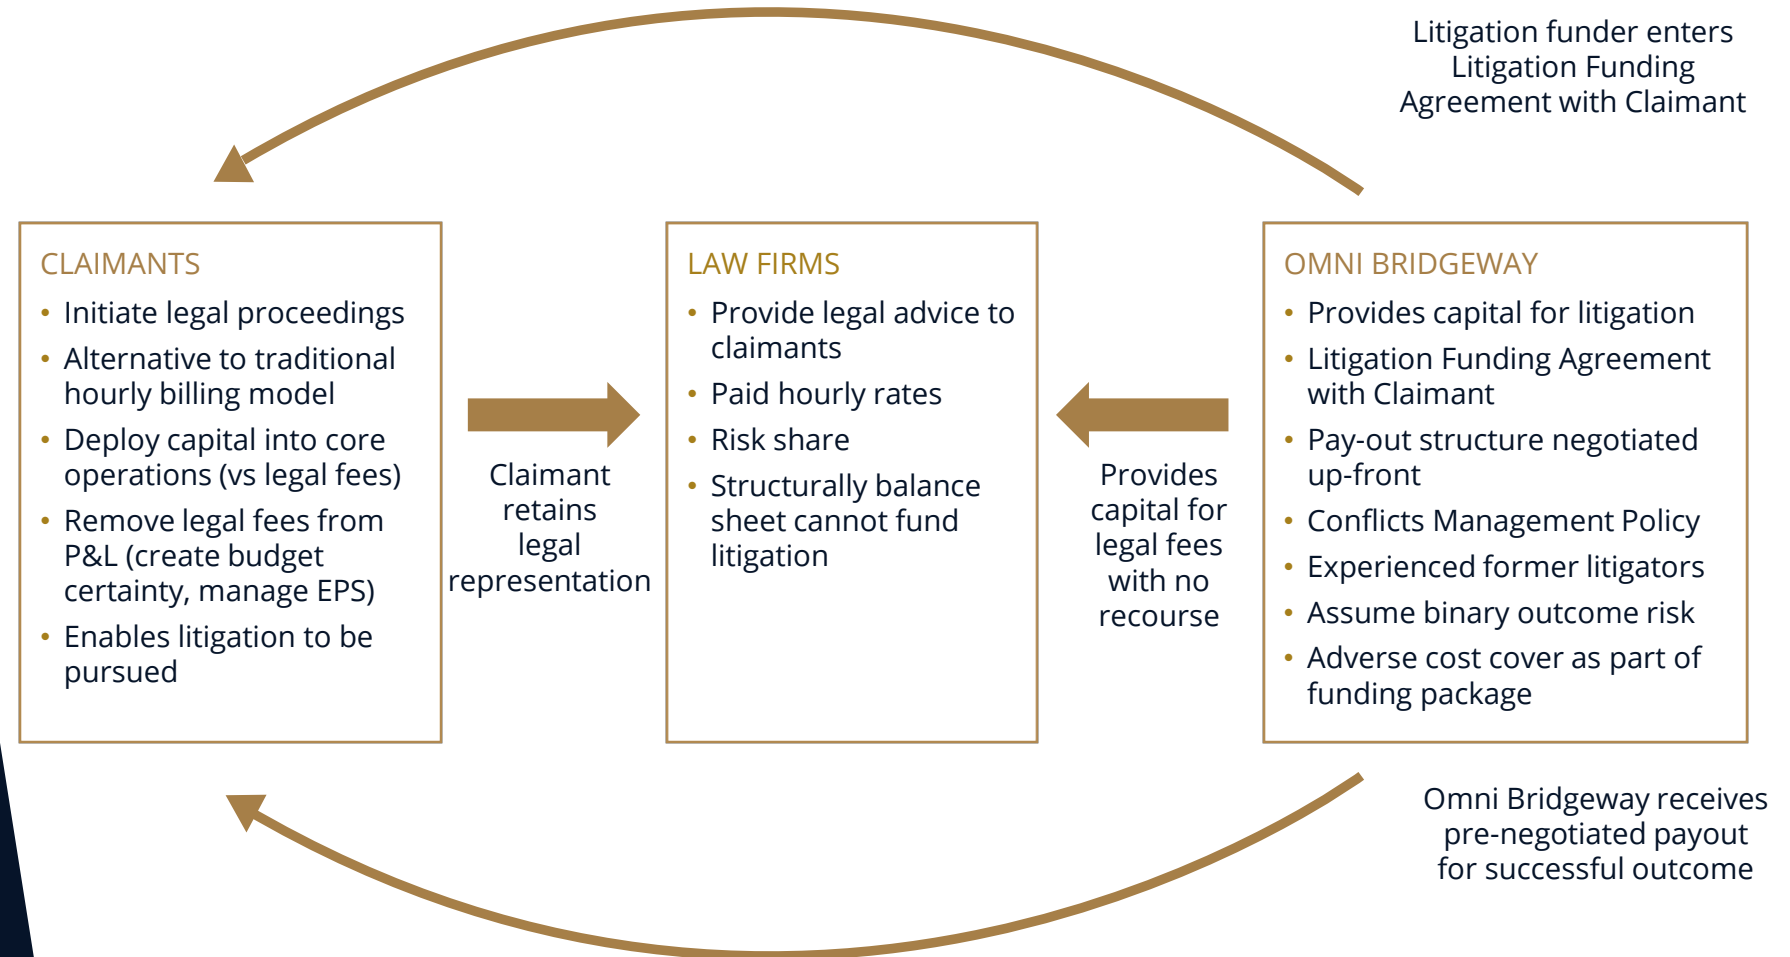 Litigation funder enters
Litigation Funding
Agreement with Claimant
CLAIMANTS
• Initiate legal proceedings
• Alternative to traditional
hourly billing model
• Deploy capital into core
operations (vs legal fees)
• Remove legal fees from
P&L (create budget
certainty, manage EPS)
• Enables litigation to be
pursued
Claimant
retains
legal
representation
LAW FIRMS
• Provide legal advice to
claimants
• Paid hourly rates
• Risk share
• Structurally balance
sheet cannot fund
litigation
Provides
capital for
legal fees
with no
recourse
OMNI BRIDGEWAY
• Provides capital for litigation
• Litigation Funding Agreement
with Claimant
• Pay-out structure negotiated
up-front
• Conflicts Management Policy
• Experienced former litigators
• Assume binary outcome risk
• Adverse cost cover as part of
funding package
Omni Bridgeway receives
pre-negotiated payout
for successful outcome